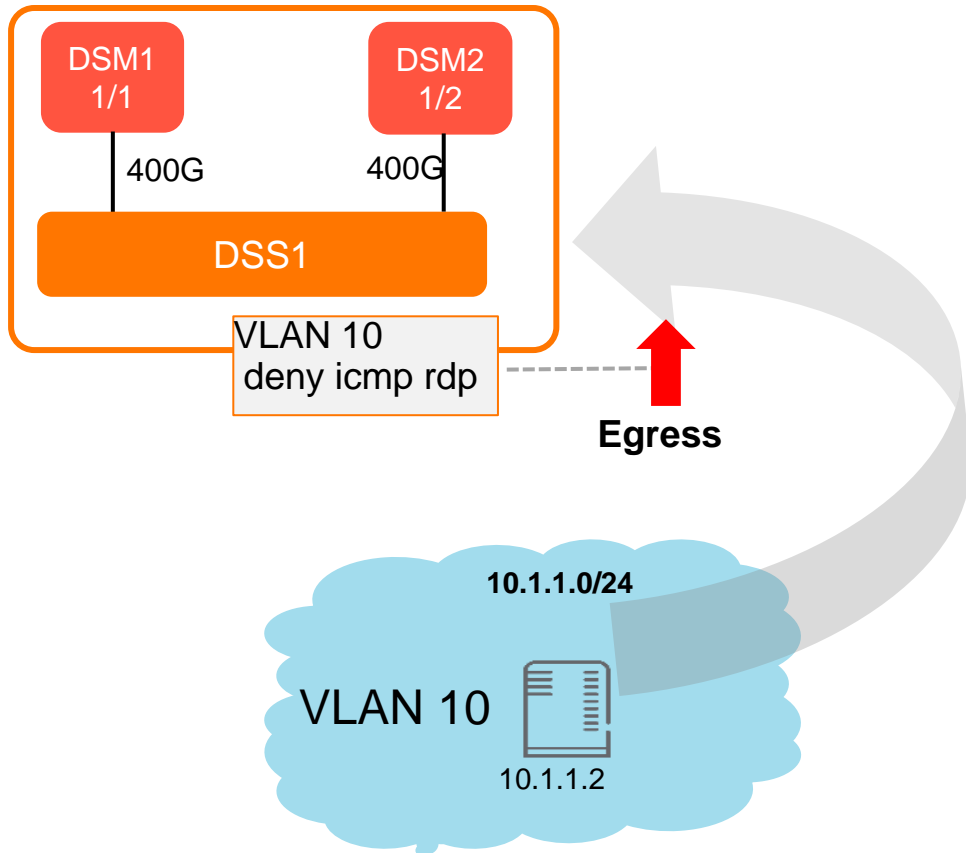 DSM1
1/1
DSM2
1/2
400G
400G
DSS1
VLAN 10
deny icmp rdp
Egress
10.1.1.0/24
VLAN 10
10.1.1.2